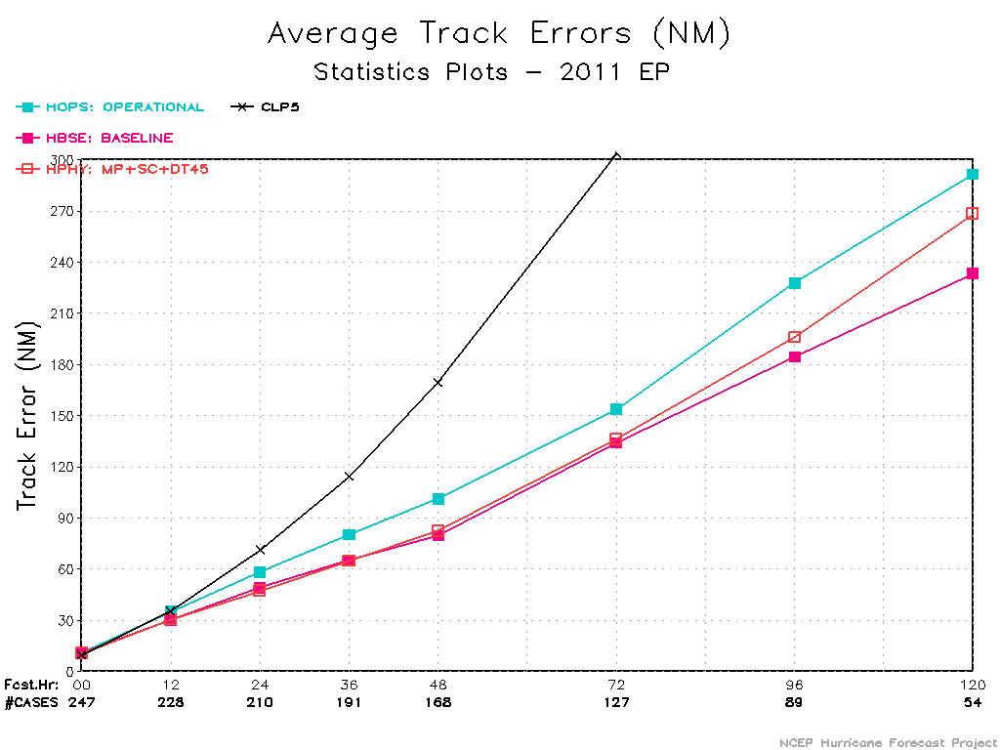 Average Track Errors (NM)
Statistics Plots - 2011 EP
HOPS: OPERATIONAL CLP5
HBSE: BASELINE
HPHY: MP+SC+DT45
300
270
240
210
180
150
120
90
60
30
0
Track Error (NM)
Fcst.Hr: 00 12 24 36 48 72 96 120
#CASES 247 228 210 191 168 127 89 54
NCEP Hurricane Forecast Project